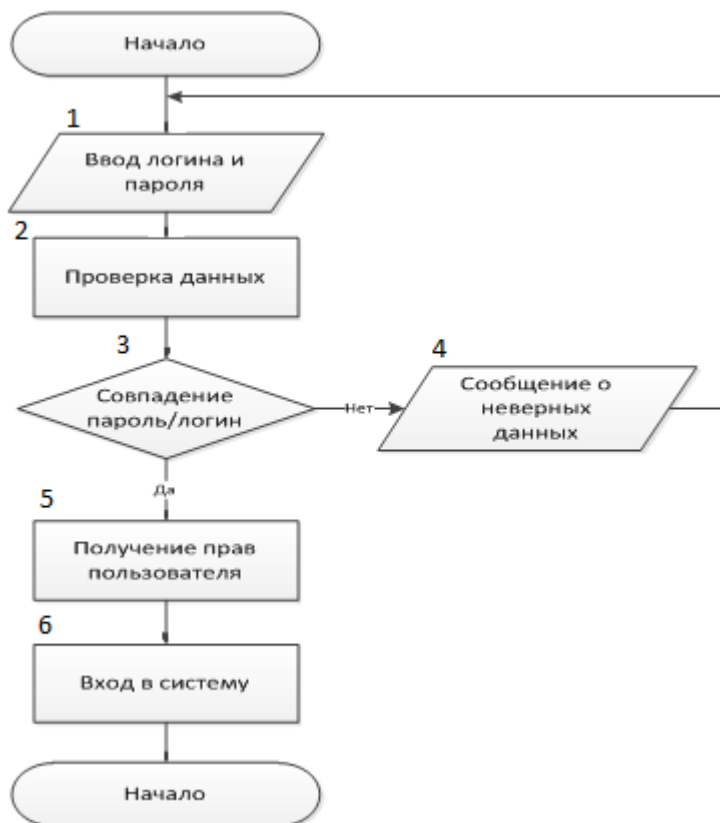 Начало
1
Ввод логина и
пароля
2
Проверка данных
3
Совпадение
пароль/логин
Нет
4
Сообщение о
неверных
данных
Да
5
Получение прав
пользователя
6
Вход в систему
Начало